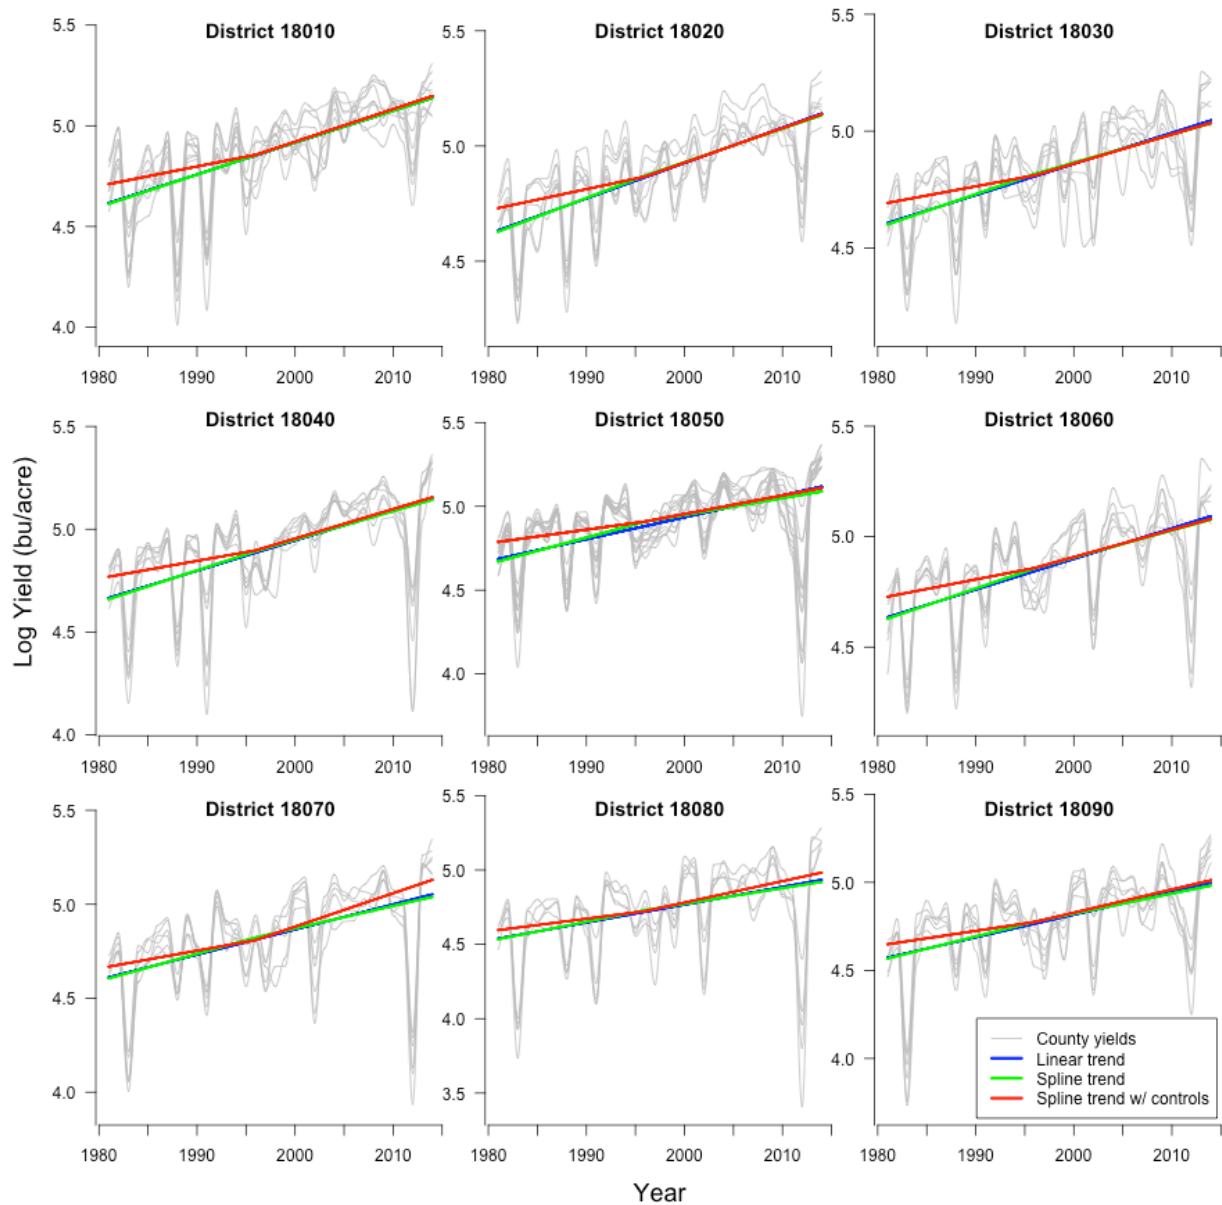 District 18010
District 18020
District 18030
5.5
5.0
4.5
4.0
5.5
5.0
4.5
5.5
5.0
4.5
1980 1990 2000 2010
1980 1990 2000 2010
1980 1990 2000 2010
District 18040
District 18050
District 18060
5.5
5.0
4.5
4.0
5.5
5.0
4.5
4.0
5.5
5.0
4.5
1980 1990 2000 2010
1980 1990 2000 2010
1980 1990 2000 2010
Log Yield (bu/acre)
District 18070
District 18080
District 18090
5.5
5.0
4.5
4.0
5.5
5.0
4.5
4.0
3.5
5.5
5.0
4.5
4.0
County yields
Linear trend
Spline trend
Spline trend w/ controls
1980 1990 2000 2010
1980 1990 2000 2010
1980 1990 2000 2010
Year